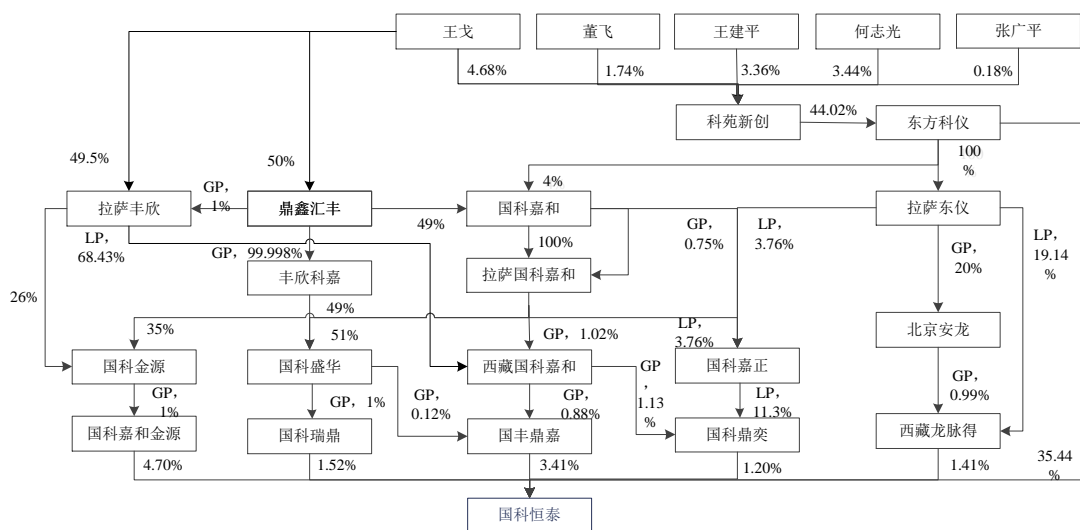 王戈
董飞
王建平
何志光
张广平
4.68%
1.74%
3.36%
3.44%
0.18%
科苑新创
44.02%
东方科仪
49.5%
50%
100
%
4%
GP，
1%
拉萨丰欣
鼎鑫汇丰
49%
国科嘉和
拉萨东仪
LP，
68.43%
GP，
99.998%
100%
GP，
0.75%
LP，
3.76%
GP，
20%
LP，
19.14
%
丰欣科嘉
拉萨国科嘉和
26%
49%
35%
51%
GP，1.02%
LP，
3.76%
北京安龙
国科金源
国科盛华
西藏国科嘉和
GP
，
1.13
%
国科嘉正
GP，
1%
GP，1%
GP，
0.12%
GP，
0.88%
LP，
11.3%
GP，
0.99%
国科嘉和金源
国科瑞鼎
国丰鼎嘉
国科鼎奕
西藏龙脉得
4.70%
1.52%
3.41%
1.20%
1.41%
35.44
%
国科恒泰